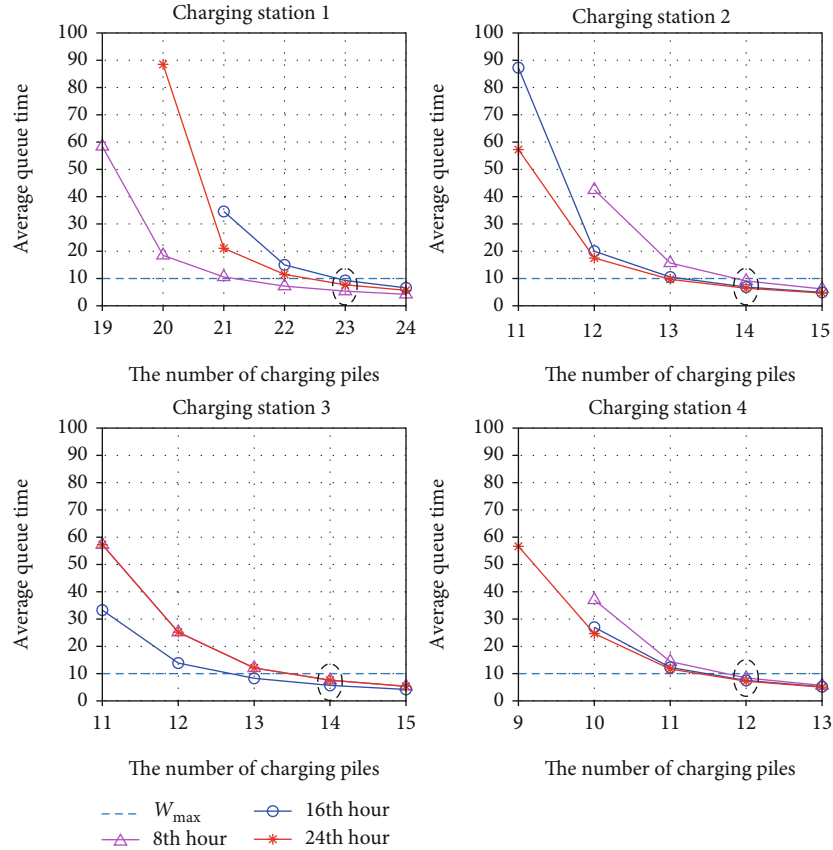 Charging station 1
100
90
80
70
60
50
40
30
20
10
0
Average queue time
19 20 21 22 23 24
The number of charging piles
Charging station 2
100
90
80
70
60
50
40
30
20
10
0
Average queue time
11 12 13 14 15
The number of charging piles
Charging station 3
100
90
80
70
60
50
40
30
20
10
0
Average queue time
11 12 13 14 15
The number of charging piles
Charging station 4
100
90
80
70
60
50
40
30
20
10
0
Average queue time
9 10 11 12 13
The number of charging piles
Wmax 16th hour
8th hour 24th hour